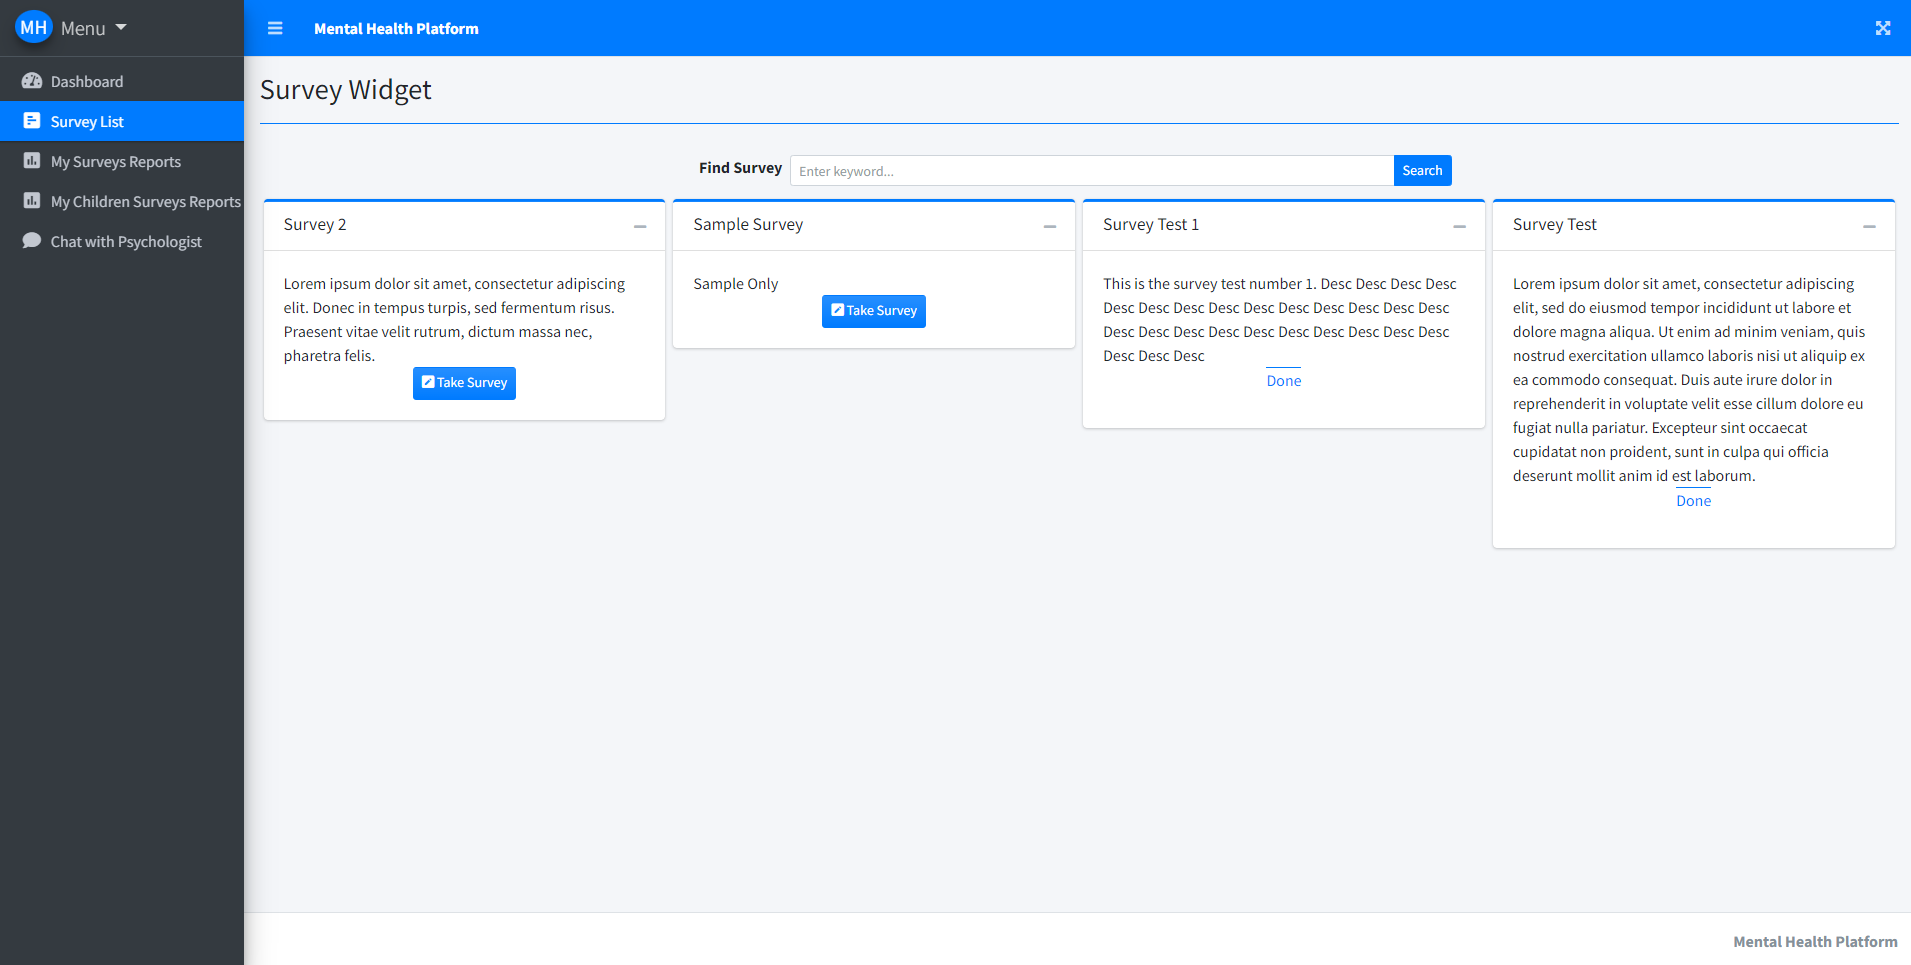 MH Menu
Mental Health Platform
Dashboard
Survey List
My Surveys Reports
My Children Surveys Reports
Chat with Psychologist
Survey Widget
Find Survey Enter keyword... Search
Survey 2
Lorem ipsum dolor sit amet, consectetur adipiscing
elit. Donec in tempus turpis, sed fermentum risus.
Praesent vitae velit rutrum, dictum massa nec,
pharetra felis.
Take Survey
Sample Survey
Sample Only
Take Survey
Survey Test 1
This is the survey test number 1. Desc Desc Desc Desc
Desc Desc Desc Desc Desc Desc Desc Desc Desc Desc
Desc Desc Desc Desc Desc Desc Desc Desc Desc Desc
Desc Desc Desc
Done
Survey Test
Lorem ipsum dolor sit amet, consectetur adipiscing
elit, sed do eiusmod tempor incididunt ut labore et
dolore magna aliqua. Ut enim ad minim veniam, quis
nostrud exercitation ullamco laboris nisi ut aliquip ex
ea commodo consequat. Duis aute irure dolor in
reprehenderit in voluptate velit esse cillum dolore eu
fugiat nulla pariatur. Excepteur sint occaecat
cupidatat non proident, sunt in culpa qui officia
deserunt mollit anim id est laborum.
Done
Mental Health Platform